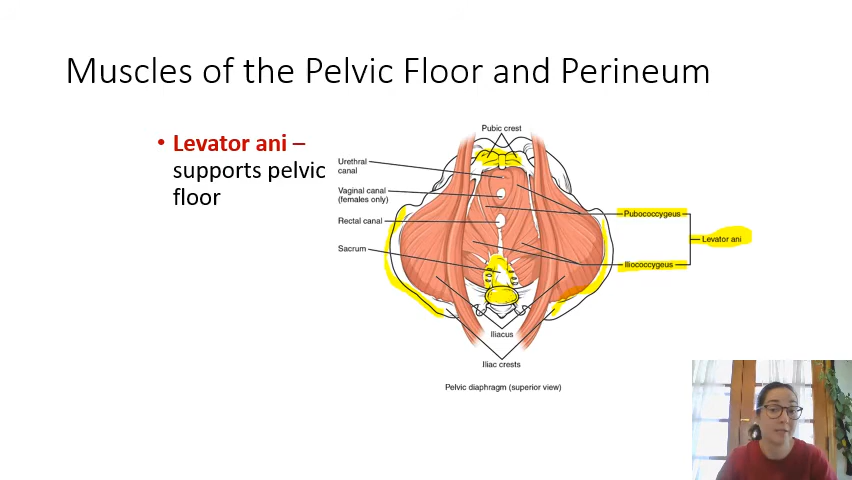 Muscles of the Pelvic Floor and Perineum
• Levator ani –
supports pelvic
floor
Pubic crest
Urethral
canal
Vaginal canal
(females only)
Rectal canal
Sacrum
Pubococcygeus
Levator ani
Iliococcygeus
Iliacus
Iliac crests
Pelvic diaphragm (superior view)